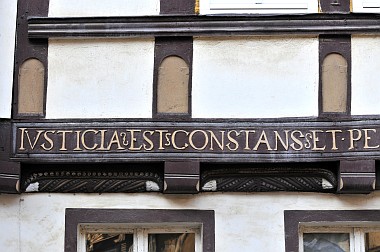 IVSTICIA EST CONSTANS ET PE